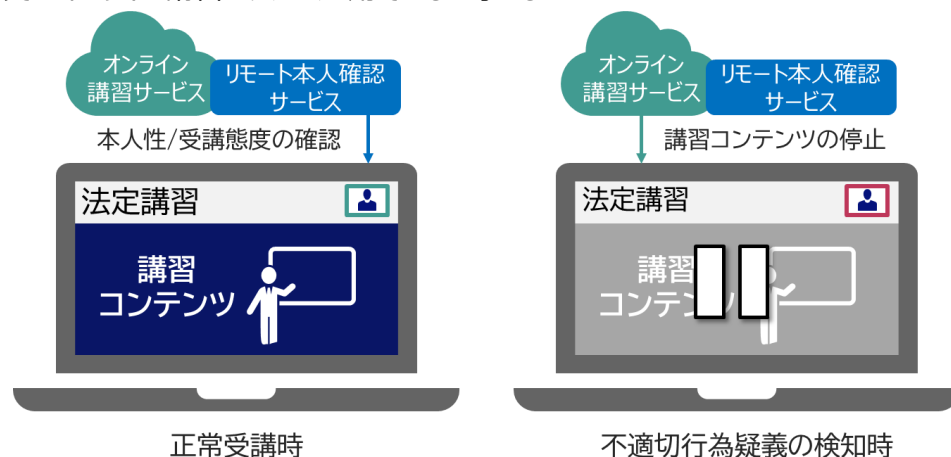 オンライン
講習サービス
リモート本人確認
サービス
本人性/受講態度の確認
法定講習
講習
コンテンツ
正常受講時
オンライン
講習サービス
リモート本人確認
サービス
講習コンテンツの停止
法定講習
講習
コンテ
不適切行為疑義の検知時